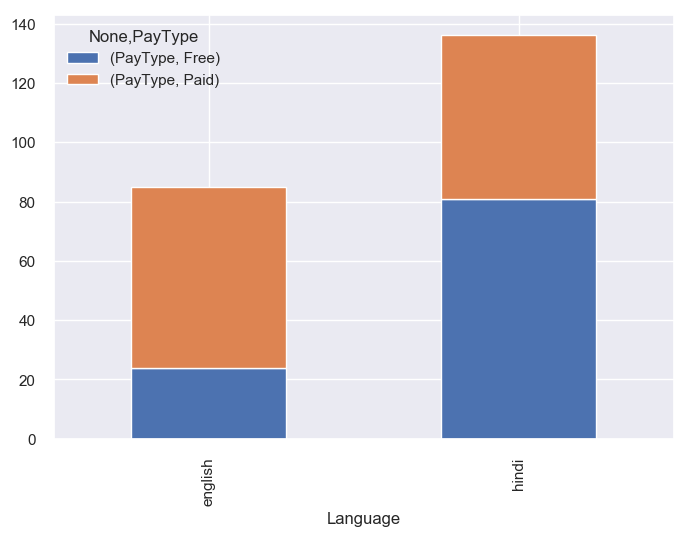 None,PayType
(PayType, Free)
(PayType, Paid)
140
120
100
80
60
40
20
0
english
hindi
Language